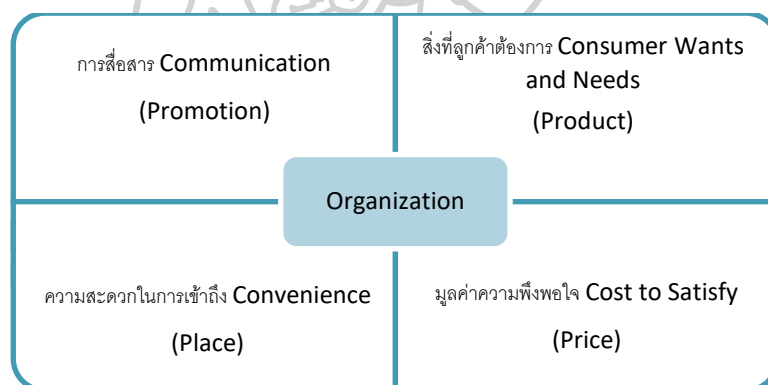 การสื่อสาร Communication
(Promotion)
สิ่งที่ลูกค้าต้องการ Consumer Wants
and Needs
(Product)
Organization
ความสะดวกในการเข้าถึง Convenience
(Place)
มูลค่าความพึงพอใจ Cost to Satisfy
(Price)